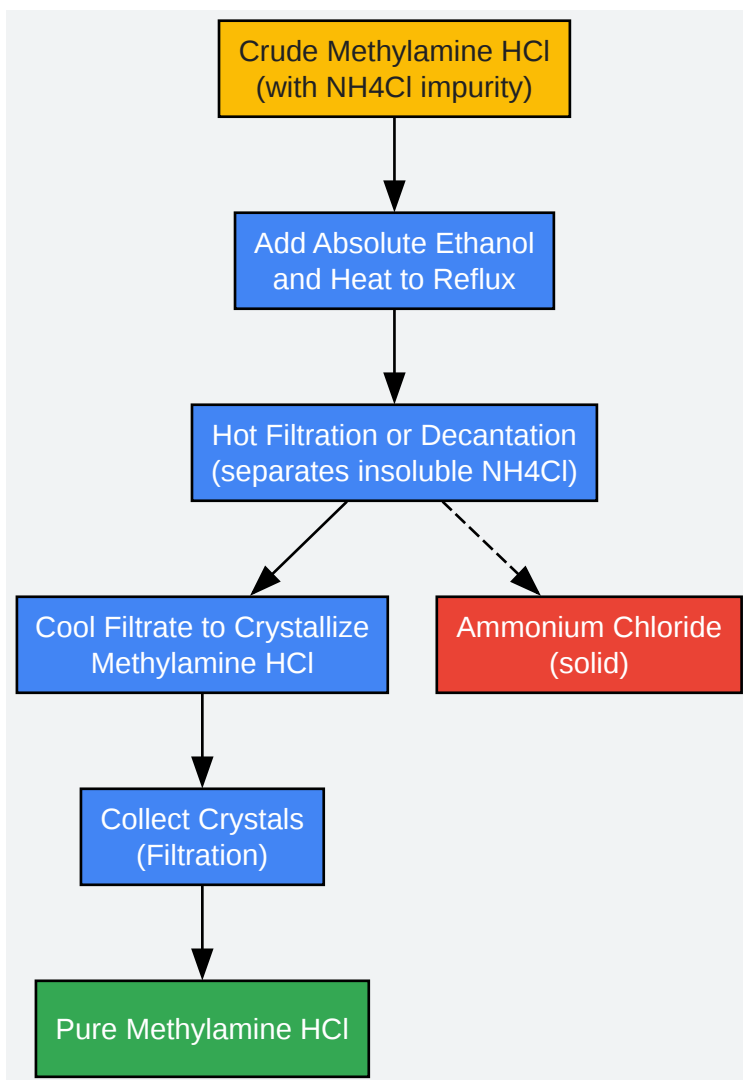 Crude Methylamine HCl
(with NH4Cl impurity)
Add Absolute Ethanol
and Heat to Reflux
Hot Filtration or Decantation
(separates insoluble NH4Cl)
Cool Filtrate to Crystallize
Methylamine HCl
Ammonium Chloride
(solid)
Collect Crystals
(Filtration)
Pure Methylamine HCl